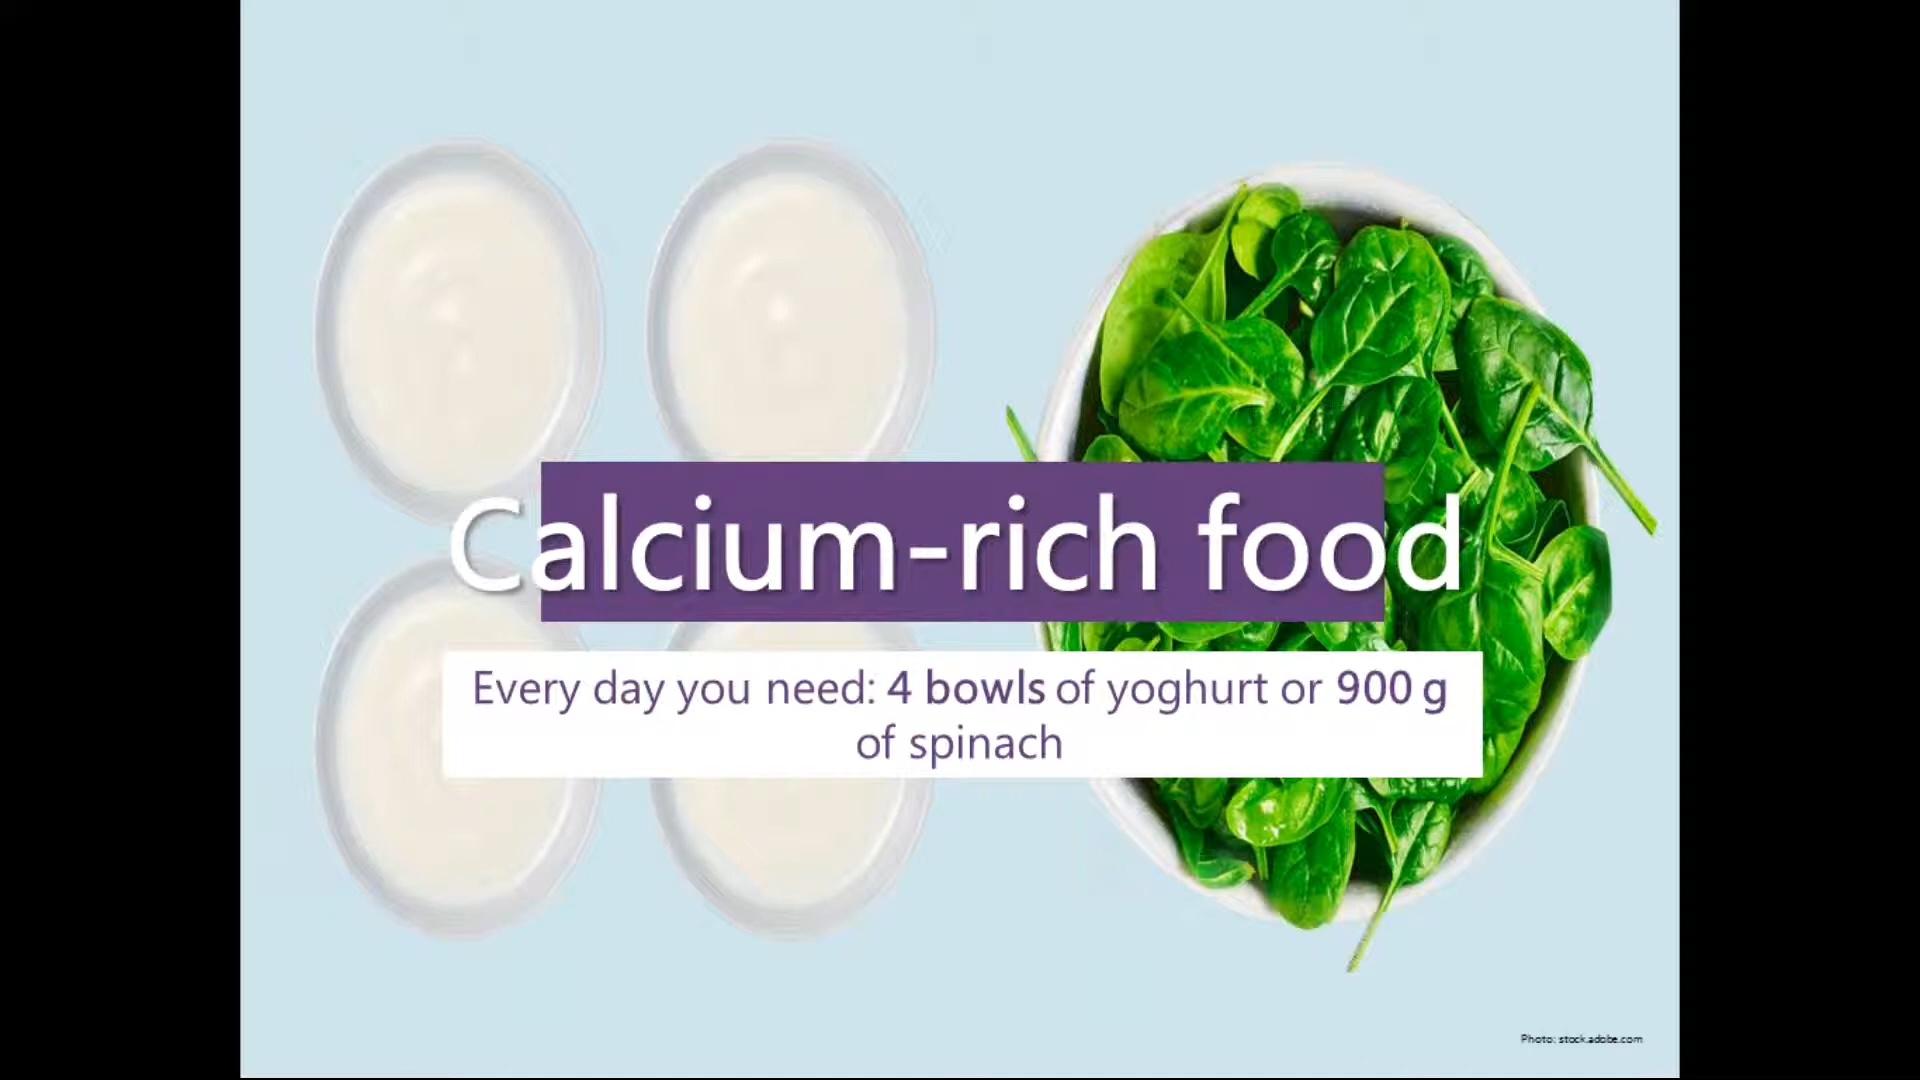 Calcium-rich food
Every day you need: 4 bowls of yoghurt or 900 g
of spinach
Photo: stock.adobe.com